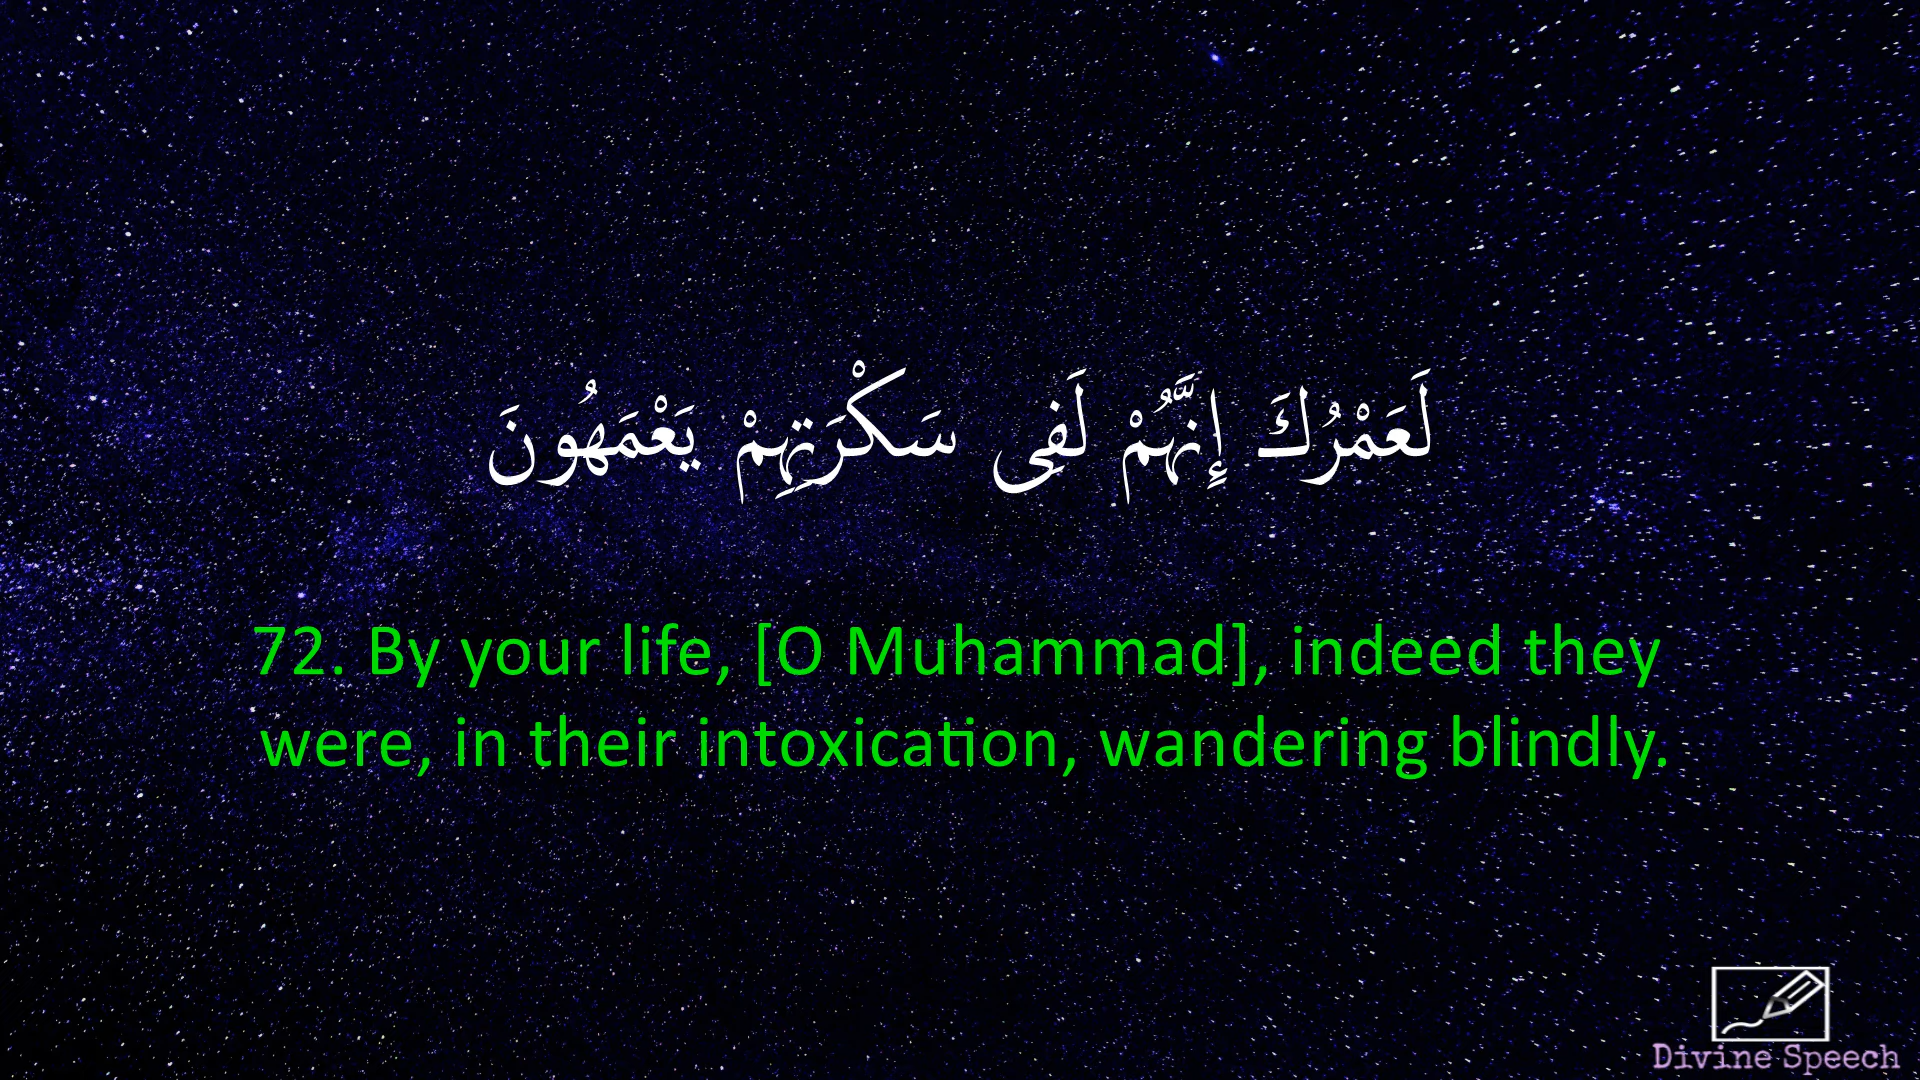 لَعَمْرُكَ إِنَّهُمْ لَفِى سَكْرَتِهِمْ يَعْمَهُونَ
72. By your life, [O Muhammad], indeed they
were, in their intoxication, wandering blindly.
Divine Speech